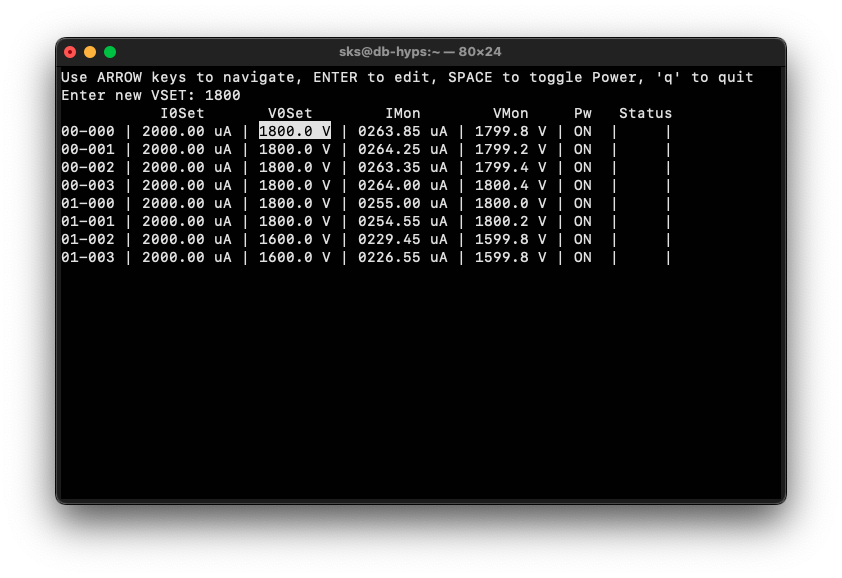 sks@db-hyps:~ — 80×24
Use ARROW keys to navigate, ENTER to edit, SPACE to toggle Power, 'q' to quit
Enter new VSET: 1800
           I0Set       V0Set        IMon        VMon     Pw   Status
00-000 | 2000.00 uA | 1800.0 V | 0263.85 uA | 1799.8 V | ON  |     |
00-001 | 2000.00 uA | 1800.0 V | 0264.25 uA | 1799.2 V | ON  |     |
00-002 | 2000.00 uA | 1800.0 V | 0263.35 uA | 1799.4 V | ON  |     |
00-003 | 2000.00 uA | 1800.0 V | 0264.00 uA | 1800.4 V | ON  |     |
01-000 | 2000.00 uA | 1800.0 V | 0255.00 uA | 1800.0 V | ON  |     |
01-001 | 2000.00 uA | 1800.0 V | 0254.55 uA | 1800.2 V | ON  |     |
01-002 | 2000.00 uA | 1600.0 V | 0229.45 uA | 1599.8 V | ON  |     |
01-003 | 2000.00 uA | 1600.0 V | 0226.55 uA | 1599.8 V | ON  |     |